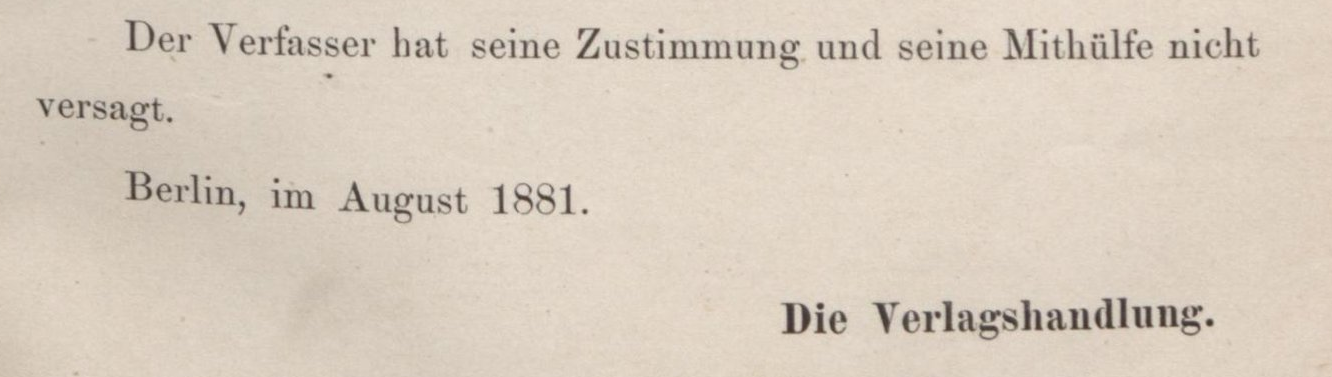 Der Verfasser hat seine Zustimmung und seine Mithülfe nicht
versagt.
Berlin, im August 1881.
Die Verlagshandlung.